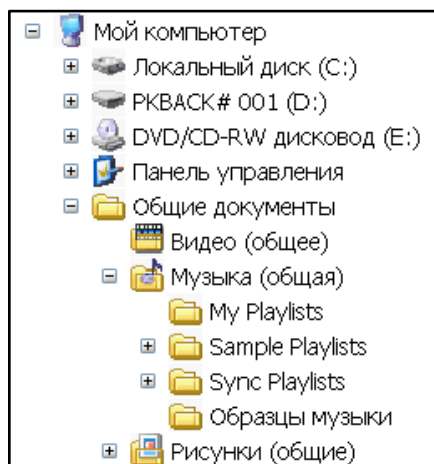 Мой компьютер
Локальный диск (C:)
PKBACK# 001 (D:)
DVD/CD-RW дисковод (E:)
Панель управления
Общие документы
Видео (общее)
Музыка (общая)
My Playlists
Sample Playlists
Sync Playlists
Образцы музыки
Рисунки (общие)